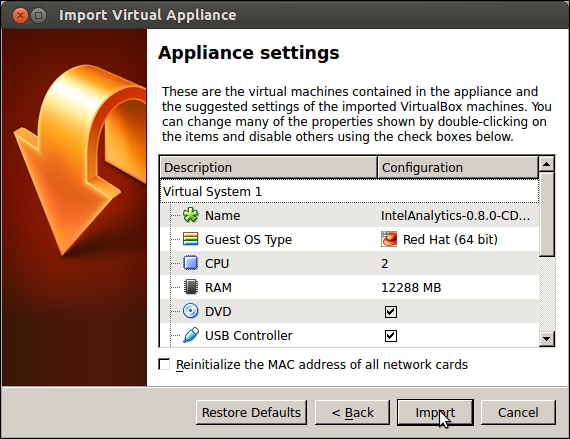 Import Virtual Appliance
Appliance settings
These are the virtual machines contained in the appliance and
the suggested settings of the imported VirtualBox machines. You
can change many of the properties shown by double-clicking on
the items and disable others using the check boxes below.
Description Configuration
Virtual System 1
Name IntelAnalytics-0.8.0-CD...
Guest OS Type Red Hat (64 bit)
CPU 2
RAM 12288 MB
DVD
USB Controller
Reinitialize the MAC address of all network cards
Restore Defaults < Back Import Cancel